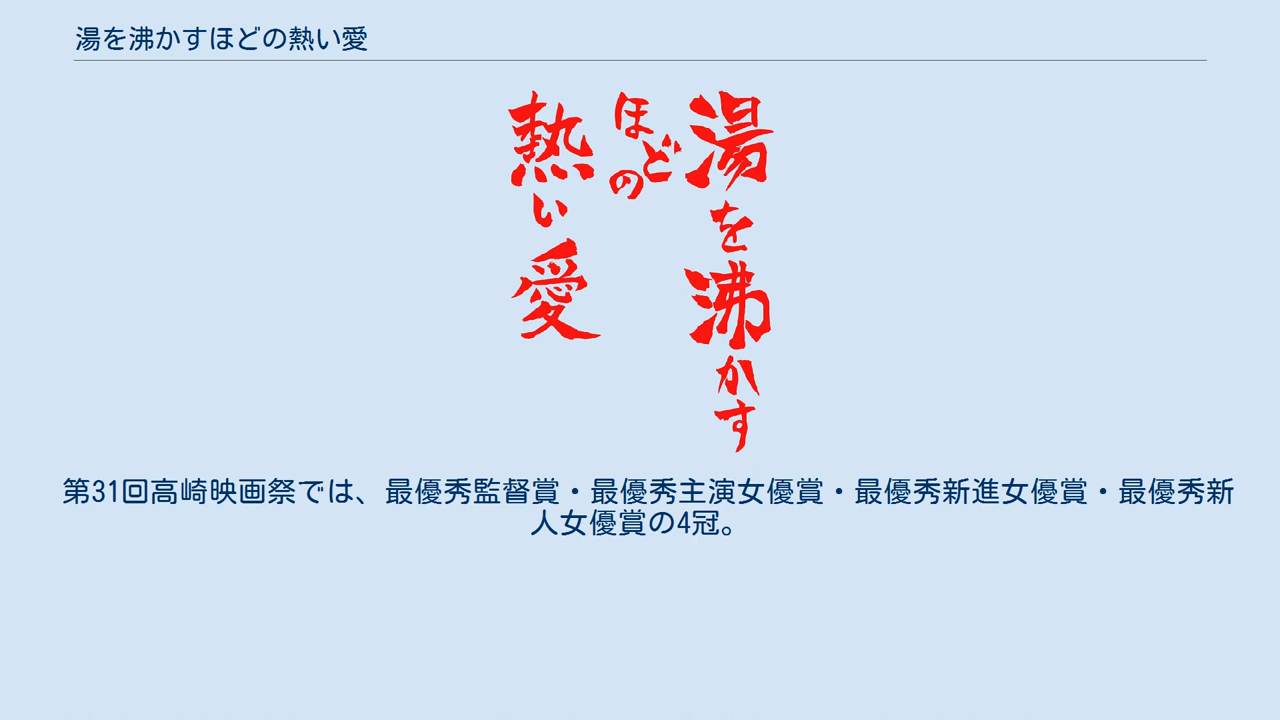 湯を沸かすほどの熱い愛
湯を沸かす
ほどの
熱い愛
第31回高崎映画祭では、最優秀監督賞・最優秀主演女優賞・最優秀新進女優賞・最優秀新
人女優賞の4冠。